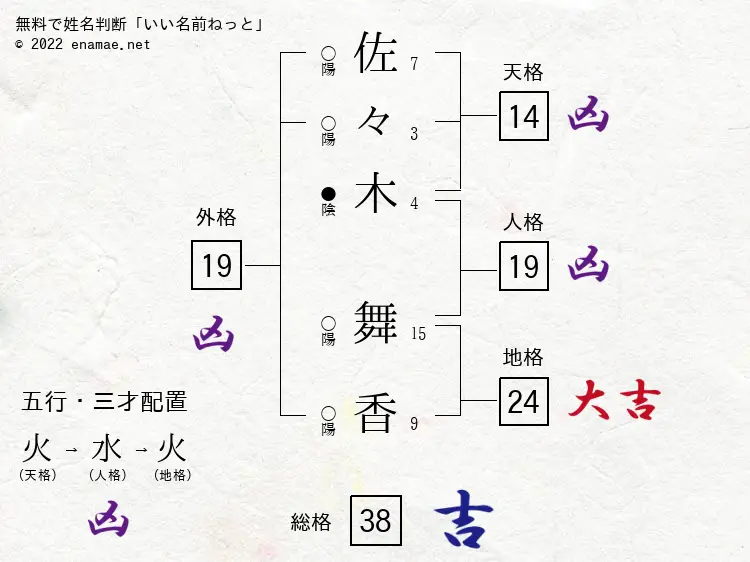 無料で姓名判断「いい名前ねっと」
© 2022 enamae.net
○陽 佐 7
○陽 々 3
●陰 木 4
○陽 舞 15
○陽 香 9
天格
14 凶
人格
19 凶
地格
24 大吉
外格
19
凶
五行・三才配置
火→水→火
(天格) (人格) (地格)
凶
総格 38 吉